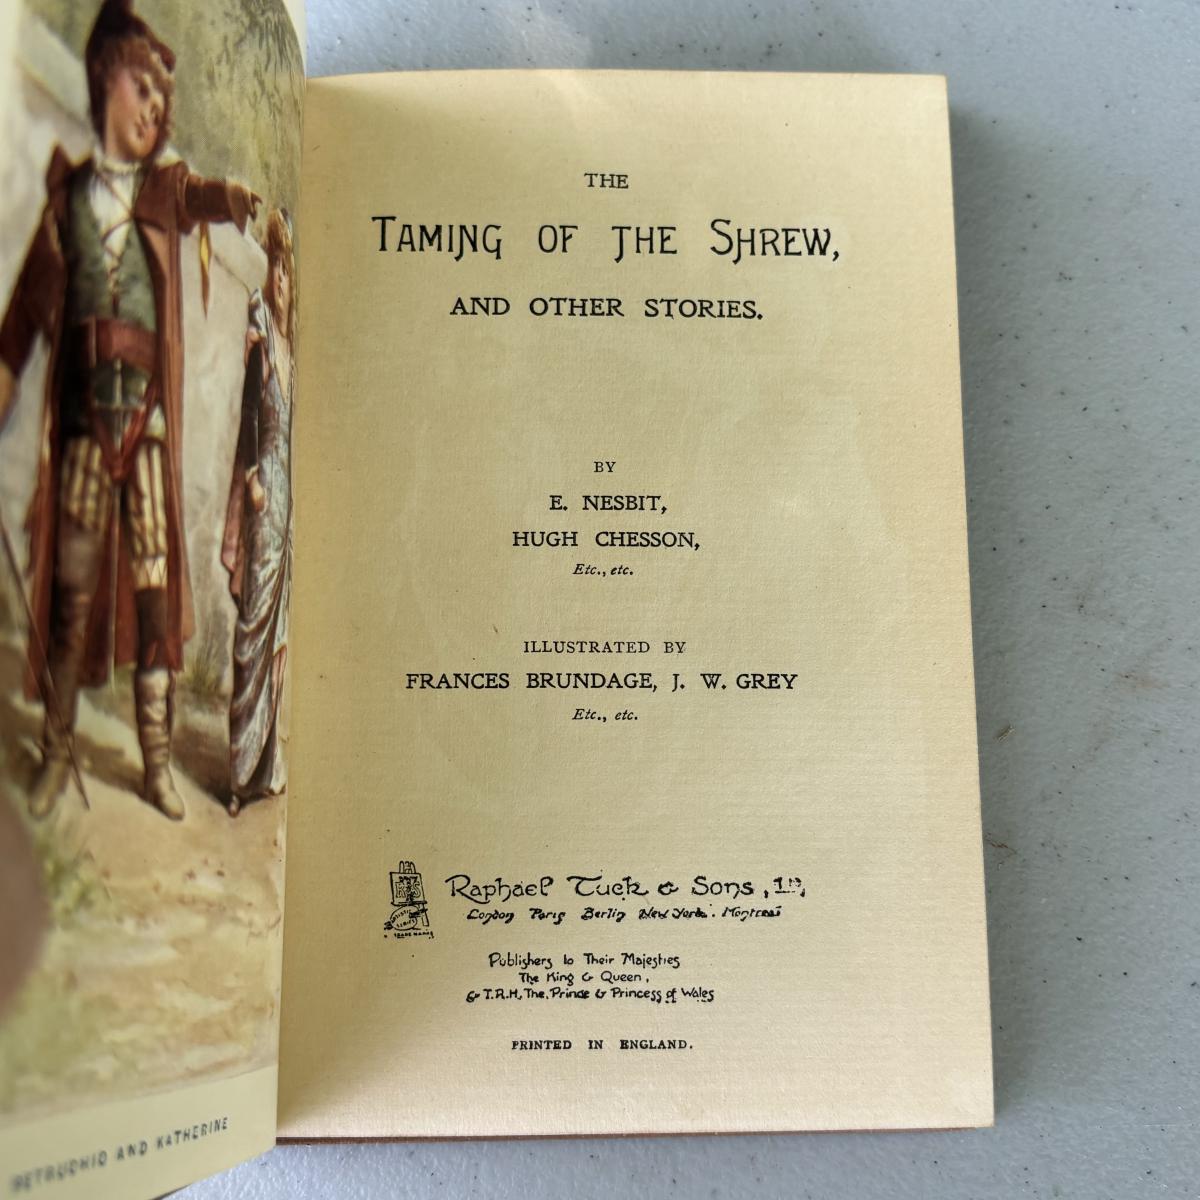 PETRUCHIO AND KATHERINE
THE
TAMING OF THE SHREW,
AND OTHER STORIES.
BY
E. NESBIT,
HUGH CHESSON,
Etc., etc.
ILLUSTRATED BY
FRANCES BRUNDAGE, J. W. GREY
Etc., etc.
Raphael Tuck & Sons, Ld,
London Paris Berlin New York. Montreal
TRADE MARK
Publishers to Their Majesties
The King & Queen,
& T.R.H. The Prince & Princess of Wales
PRINTED IN ENGLAND.